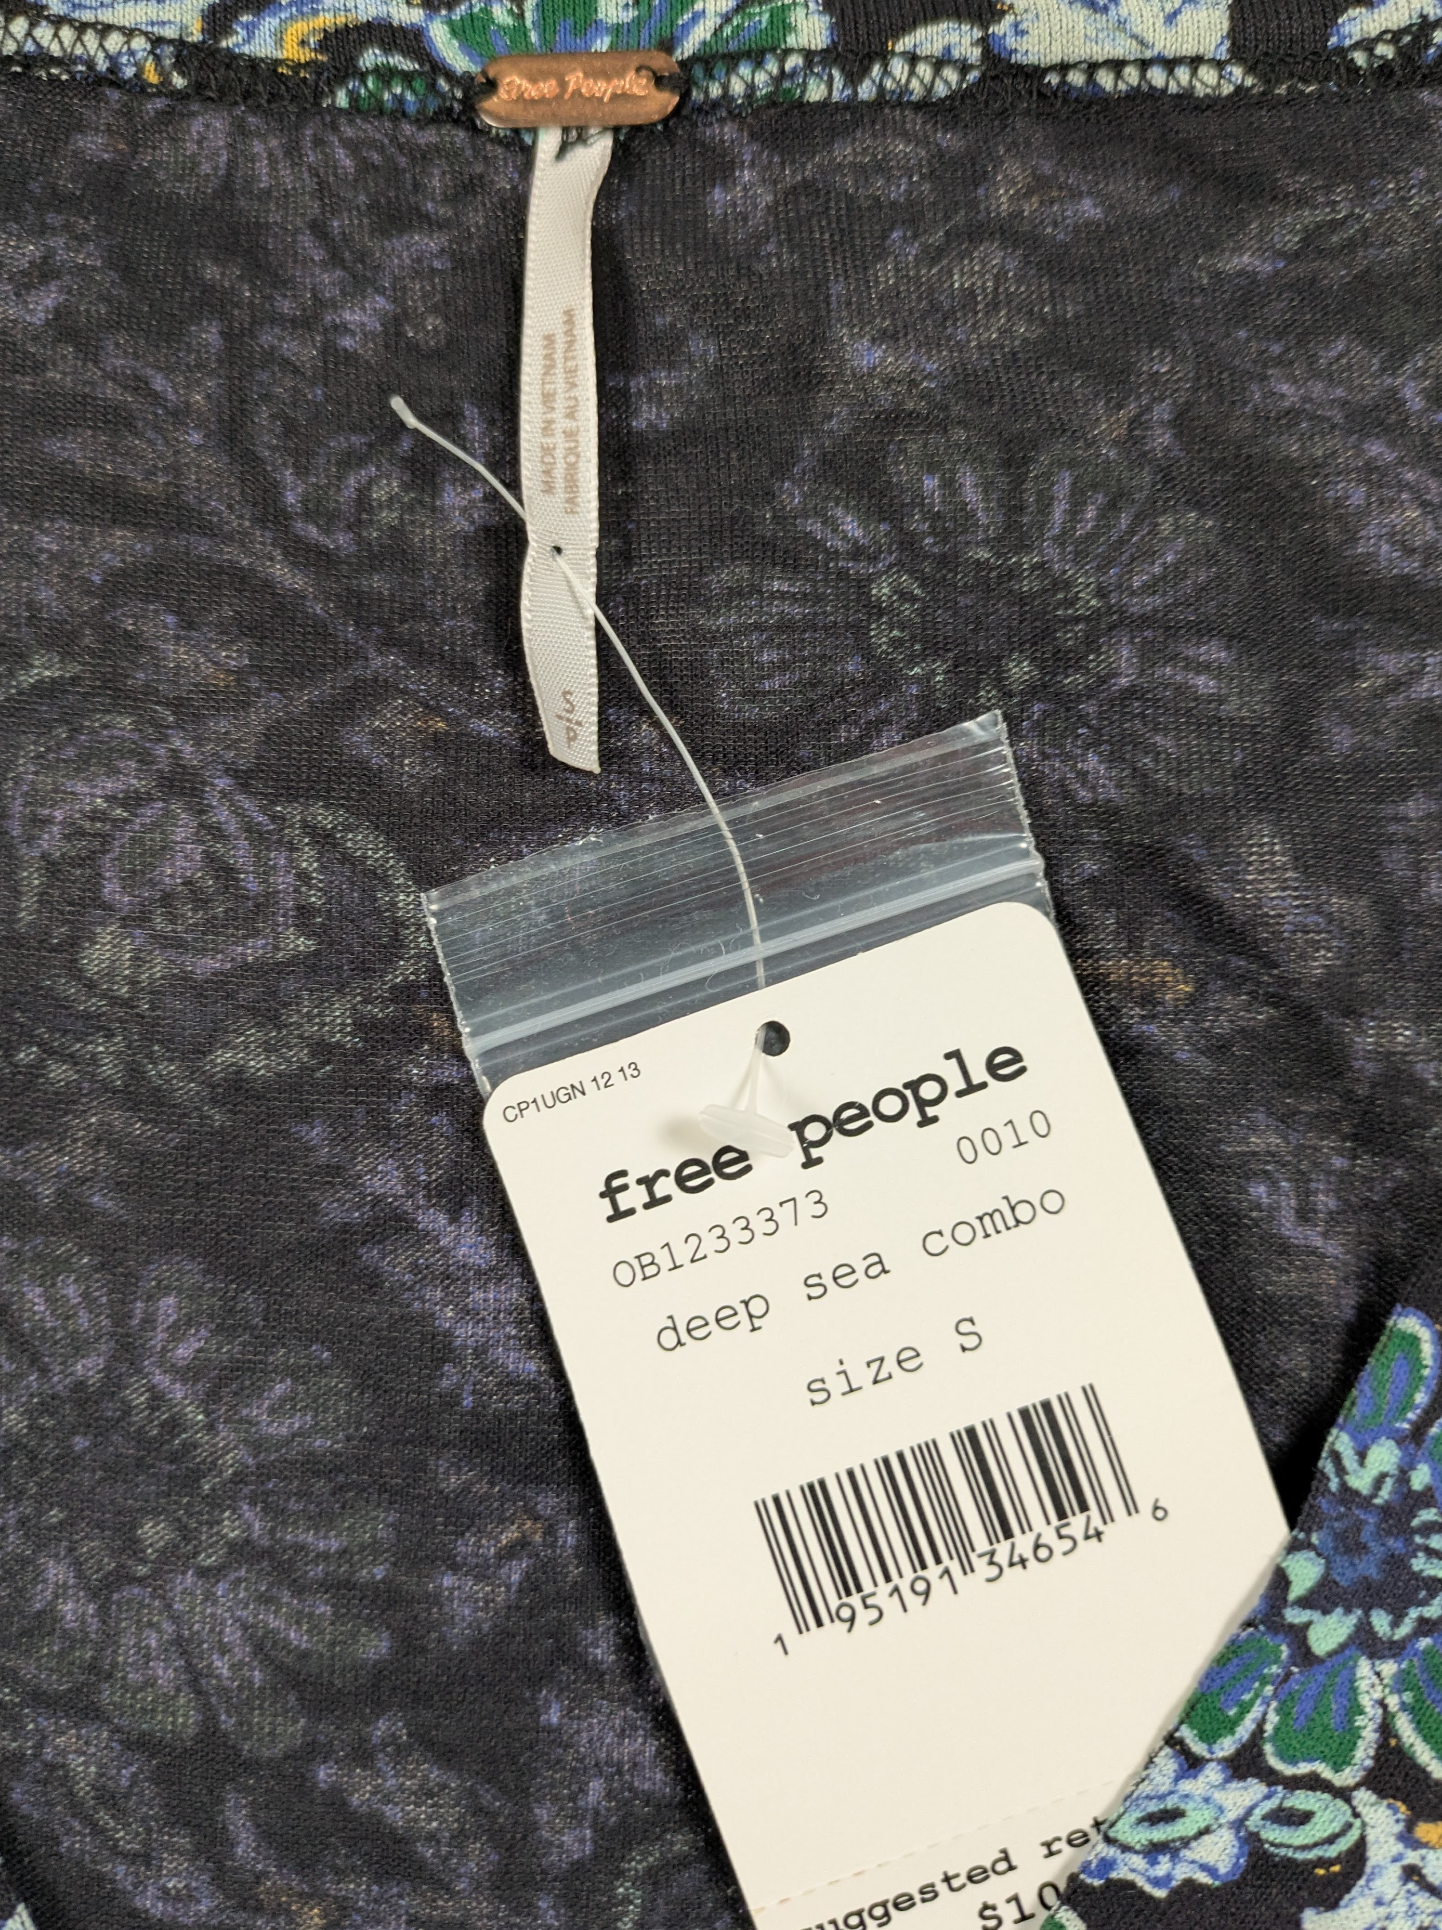 Free People
MADE IN VIETNAM
FABRIQUÉ AU VIETNAM
P/S
CP1UGN 12 13
free people
0010
OB1233373
deep sea combo
size S
1 95191 34654 6
suggested ret
$10